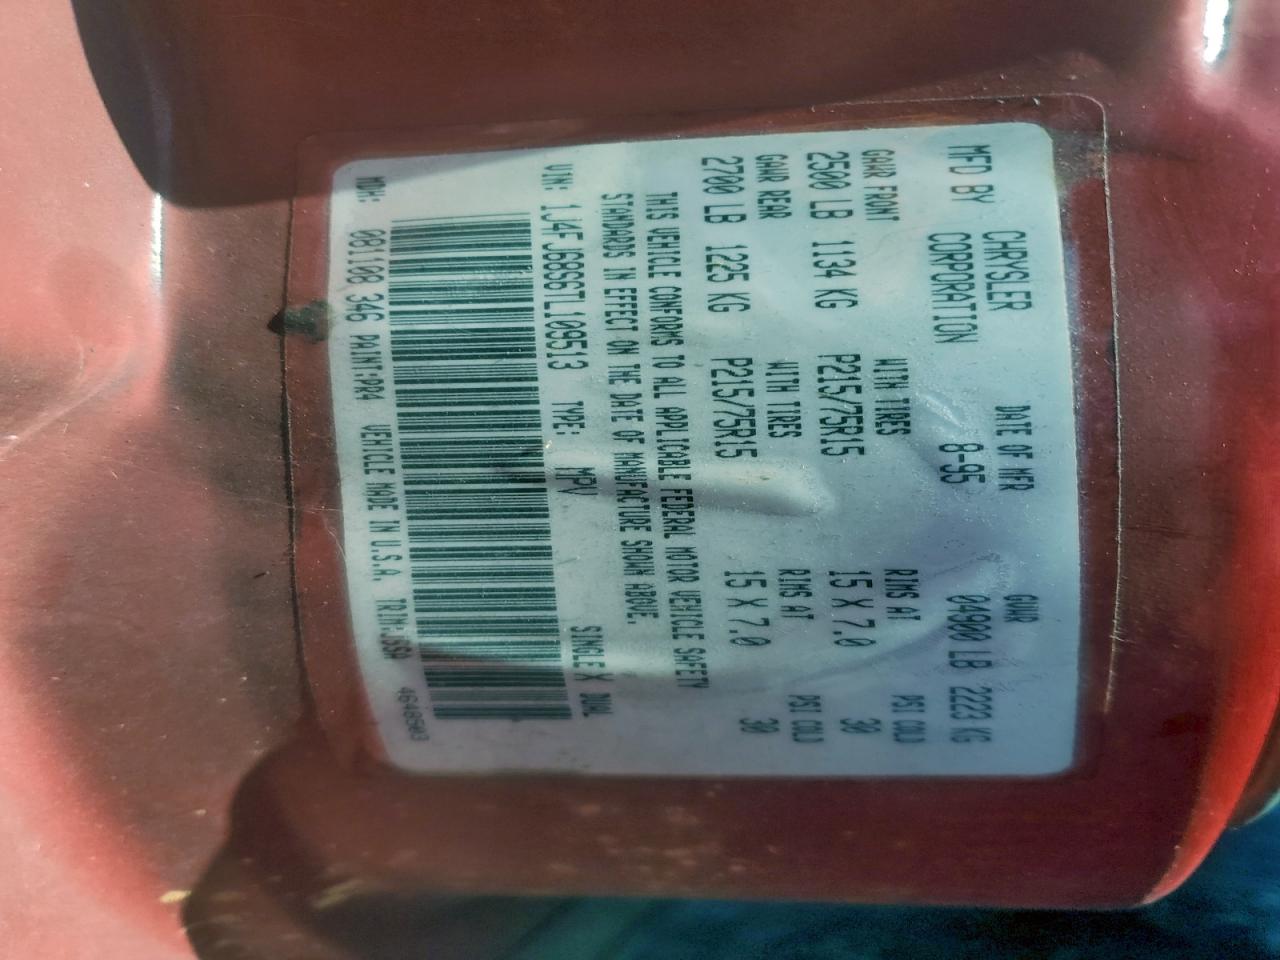 MFD BY CHRYSLER CORPORATION DATE OF MFR 8-95 GVWR 04900 LB 2223 KG
GAWR FRONT WITH TIRES RIMS AT PSI COLD
2500 LB 1134 KG P215/75R15 15 X 7.0 30
GAWR REAR WITH TIRES RIMS AT PSI COLD
2700 LB 1225 KG P215/75R15 15 X 7.0 30
THIS VEHICLE CONFORMS TO ALL APPLICABLE FEDERAL MOTOR VEHICLE SAFETY
STANDARDS IN EFFECT ON THE DATE OF MANUFACTURE SHOWN ABOVE.
VIN: 1J4FJ68S6TL109513 TYPE: MPV SINGLE X DUAL
MDH: 081108 346 PAINT:PR4 VEHICLE MADE IN U.S.A. TRIM: